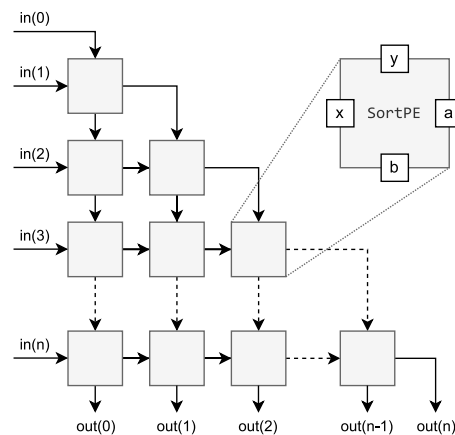 in(0)
in(1)
y
x
SortPE
a
b
in(2)
in(3)
in(n)
out(0)
out(1)
out(2)
out(n-1)
out(n)